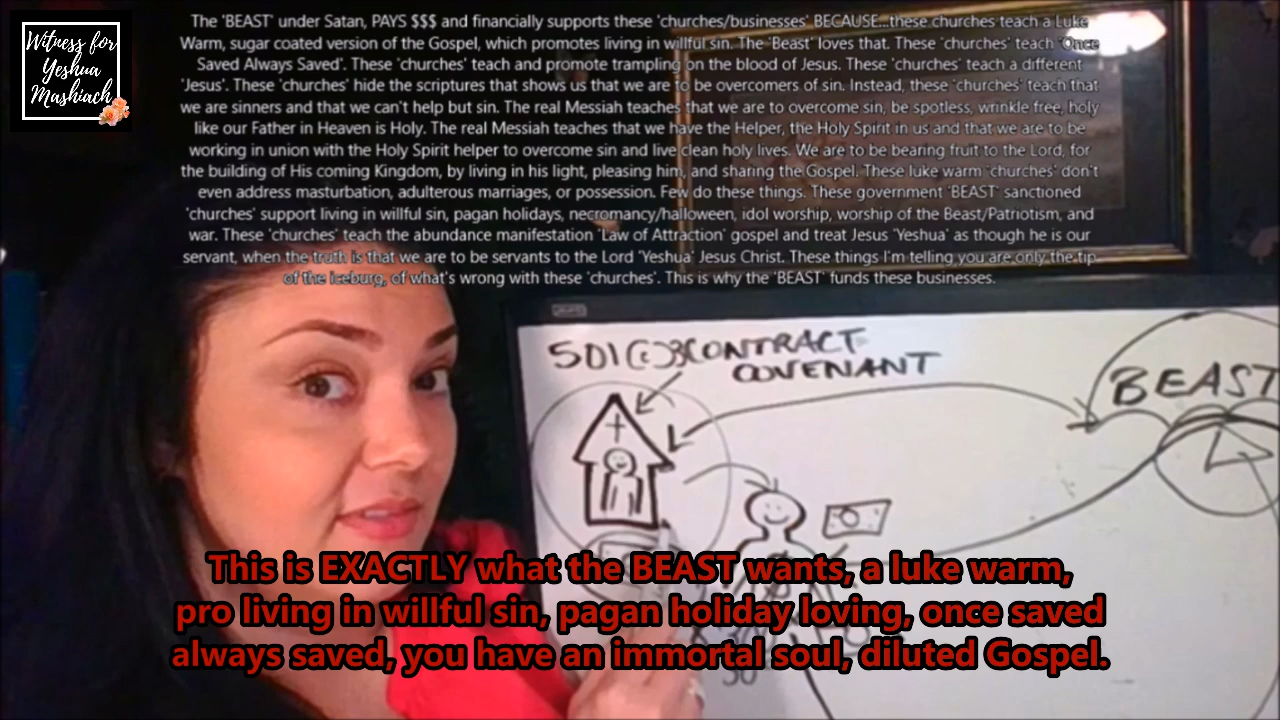 Witness for
Yeshua
Mashiach
The 'BEAST' under Satan, PAYS $$$ and financially supports these 'churches/businesses' BECAUSE...these churches teach a Luke
Warm, sugar coated version of the Gospel, which promotes living in willful sin. The 'Beast' loves that. These 'churches' teach 'Once
Saved Always Saved'. These 'churches' teach and promote trampling on the blood of Jesus. These 'churches' teach a different
'Jesus'. These 'churches' hide the scriptures that shows us that we are to be overcomers of sin. Instead, these 'churches' teach that
we are sinners and that we can't help but sin. The real Messiah teaches that we are to overcome sin, be spotless, wrinkle free, holy
like our Father in Heaven is Holy. The real Messiah teaches that we have the Helper, the Holy Spirit in us and that we are to be
working in union with the Holy Spirit helper to overcome sin and live clean holy lives. We are to be bearing fruit to the Lord, for
the building of His coming Kingdom, by living in his light, pleasing him, and sharing the Gospel. These luke warm 'churches' don't
even address masturbation, adulterous marriages, or possession. Few do these things. These government 'BEAST' sanctioned
'churches' support living in willful sin, pagan holidays, necromancy/halloween, idol worship, worship of the Beast/Patriotism, and
war. These 'churches' teach the abundance manifestation 'Law of Attraction' gospel and treat Jesus 'Yeshua' as though he is our
servant, when the truth is that we are to be servants to the Lord 'Yeshua' Jesus Christ. These things I'm telling you are only the tip
of the iceburg, of what's wrong with these 'churches'. This is why the 'BEAST' funds these businesses.
501(c)3 CONTRACT
COVENANT
BEAST
This is EXACTLY what the BEAST wants, a luke warm,
pro living in willful sin, pagan holiday loving, once saved
always saved, you have an immortal soul, diluted Gospel.